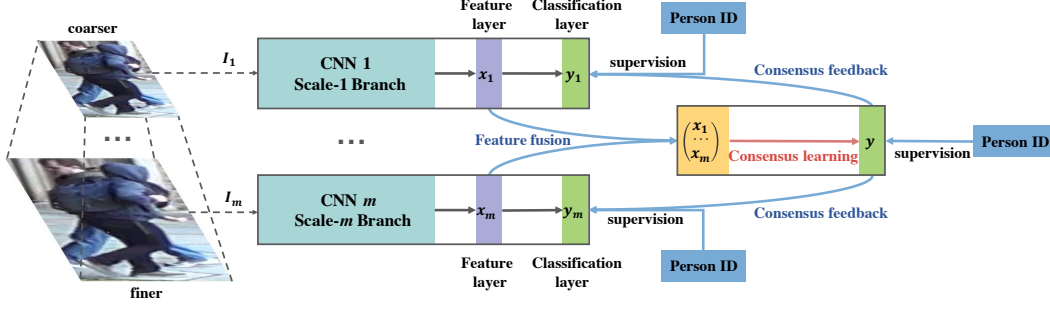 coarser
Feature
layer
Classification
layer
Person ID
I₁
CNN 1
Scale-1 Branch
x₁
y₁
supervision
Consensus feedback
...
...
Feature fusion
x₁
...
xₘ
Consensus learning
y
supervision
Person ID
Iₘ
CNN m
Scale-m Branch
xₘ
yₘ
supervision
Consensus feedback
Feature
layer
Classification
layer
Person ID
finer